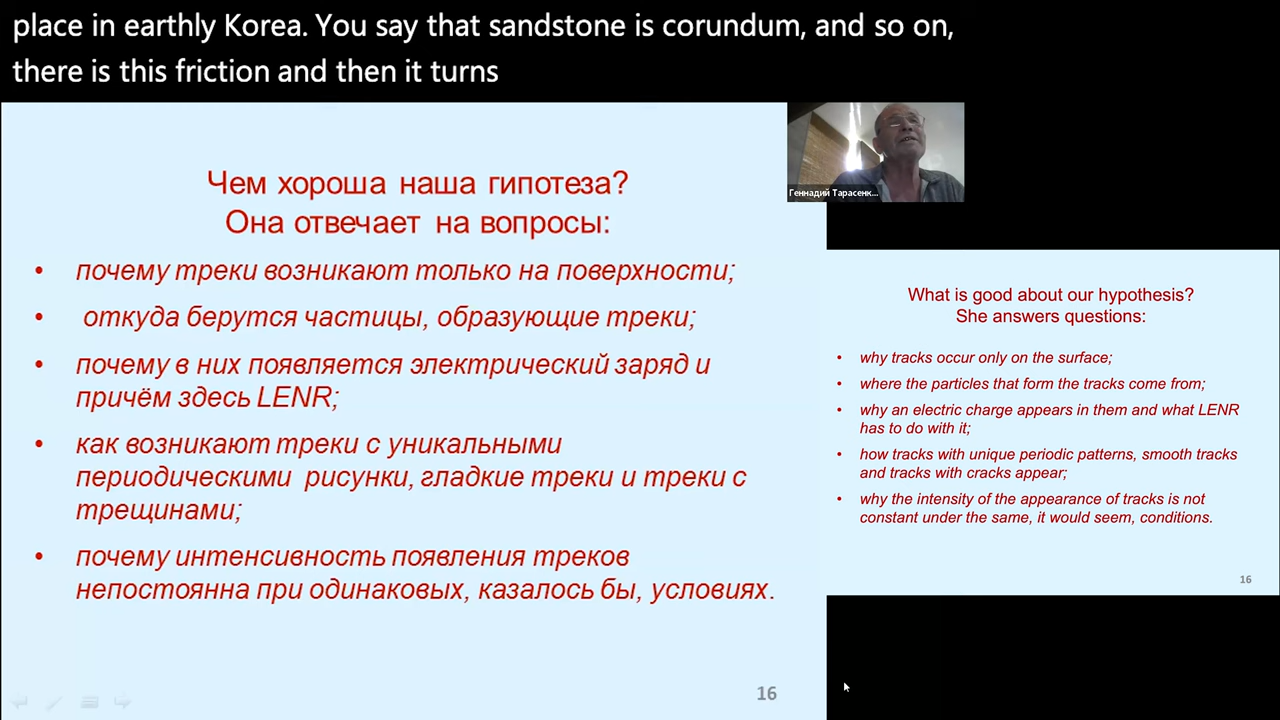 place in earthly Korea. You say that sandstone is corundum, and so on,
there is this friction and then it turns
Чем хороша наша гипотеза?
Она отвечает на вопросы:
• почему треки возникают только на поверхности;
• откуда берутся частицы, образующие треки;
• почему в них появляется электрический заряд и
причём здесь LENR;
• как возникают треки с уникальными
периодическими рисунки, гладкие треки и треки с
трещинами;
• почему интенсивность появления треков
непостоянна при одинаковых, казалось бы, условиях.
16
Геннадий Тарасенк...
What is good about our hypothesis?
She answers questions:
• why tracks occur only on the surface;
• where the particles that form the tracks come from;
• why an electric charge appears in them and what LENR
has to do with it;
• how tracks with unique periodic patterns, smooth tracks
and tracks with cracks appear;
• why the intensity of the appearance of tracks is not
constant under the same, it would seem, conditions.
16